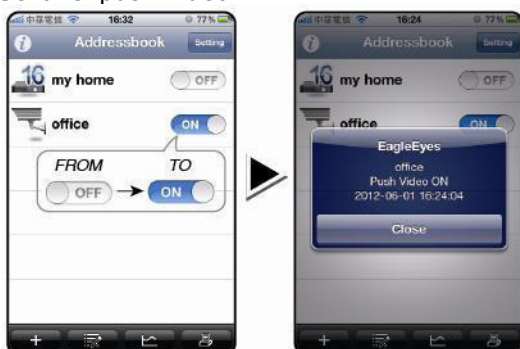 中華電信 16:32 77%
Addressbook Setting
16 my home OFF
office ON
FROM TO
OFF ON
中華電信 16:24 77%
Addressbook Setting
16 my home OFF
office ON
EagleEyes
office
Push Video ON
2012-06-01 16:24:04
Close